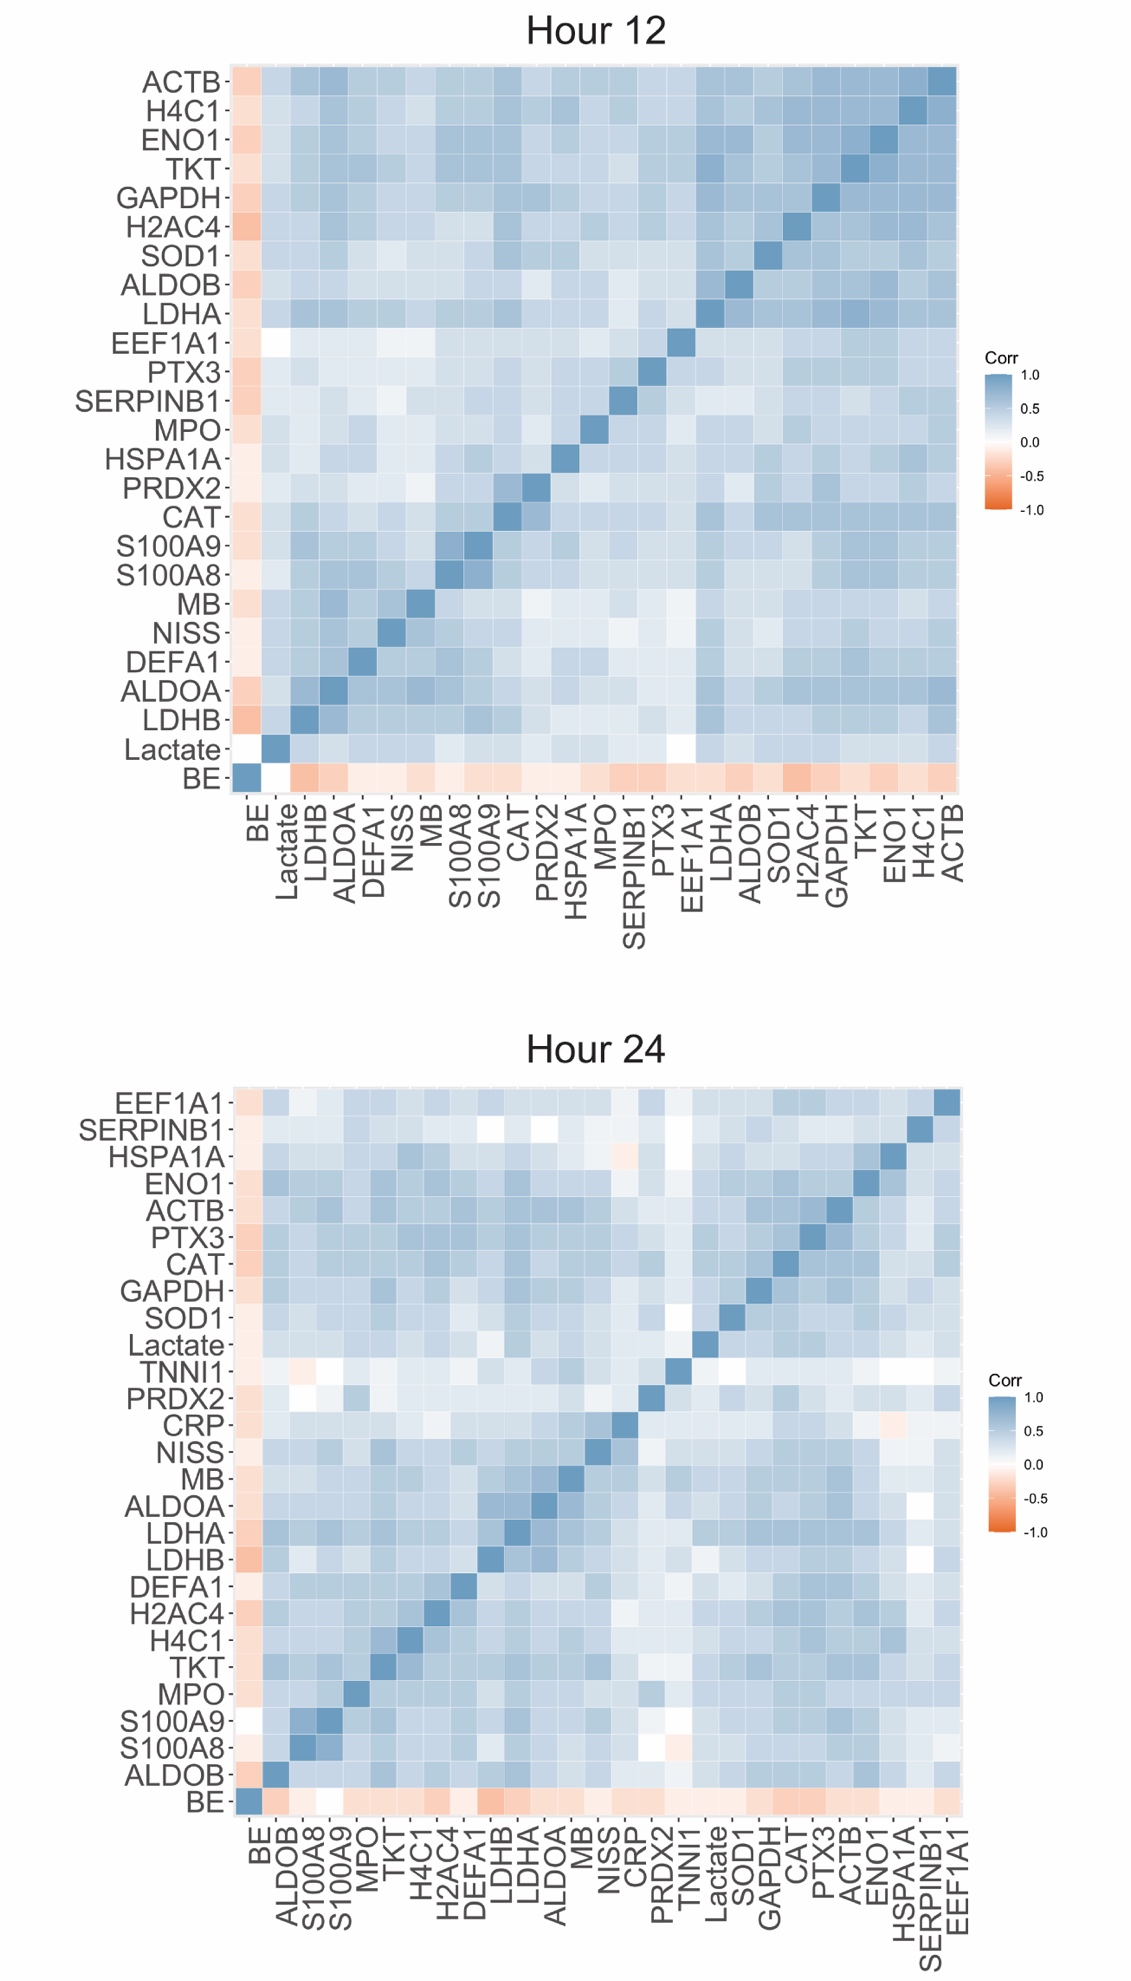 Hour 12
ACTB
H4C1
ENO1
TKT
GAPDH
H2AC4
SOD1
ALDOB
LDHA
EEF1A1
PTX3
SERPINB1
MPO
HSPA1A
PRDX2
CAT
S100A9
S100A8
MB
NISS
DEFA1
ALDOA
LDHB
Lactate
BE
BE
Lactate
LDHB
ALDOA
DEFA1
NISS
MB
S100A8
S100A9
CAT
PRDX2
HSPA1A
MPO
SERPINB1
PTX3
EEF1A1
LDHA
ALDOB
SOD1
H2AC4
GAPDH
TKT
ENO1
H4C1
ACTB
Corr
1.0
0.5
0.0
-0.5
-1.0
Hour 24
EEF1A1
SERPINB1
HSPA1A
ENO1
ACTB
PTX3
CAT
GAPDH
SOD1
Lactate
TNNI1
PRDX2
CRP
NISS
MB
ALDOA
LDHA
LDHB
DEFA1
H2AC4
H4C1
TKT
MPO
S100A9
S100A8
ALDOB
BE
BE
ALDOB
S100A8
S100A9
MPO
TKT
H4C1
H2AC4
DEFA1
LDHB
LDHA
ALDOA
MB
NISS
CRP
PRDX2
TNNI1
Lactate
SOD1
GAPDH
CAT
PTX3
ACTB
ENO1
HSPA1A
SERPINB1
EEF1A1
Corr
1.0
0.5
0.0
-0.5
-1.0